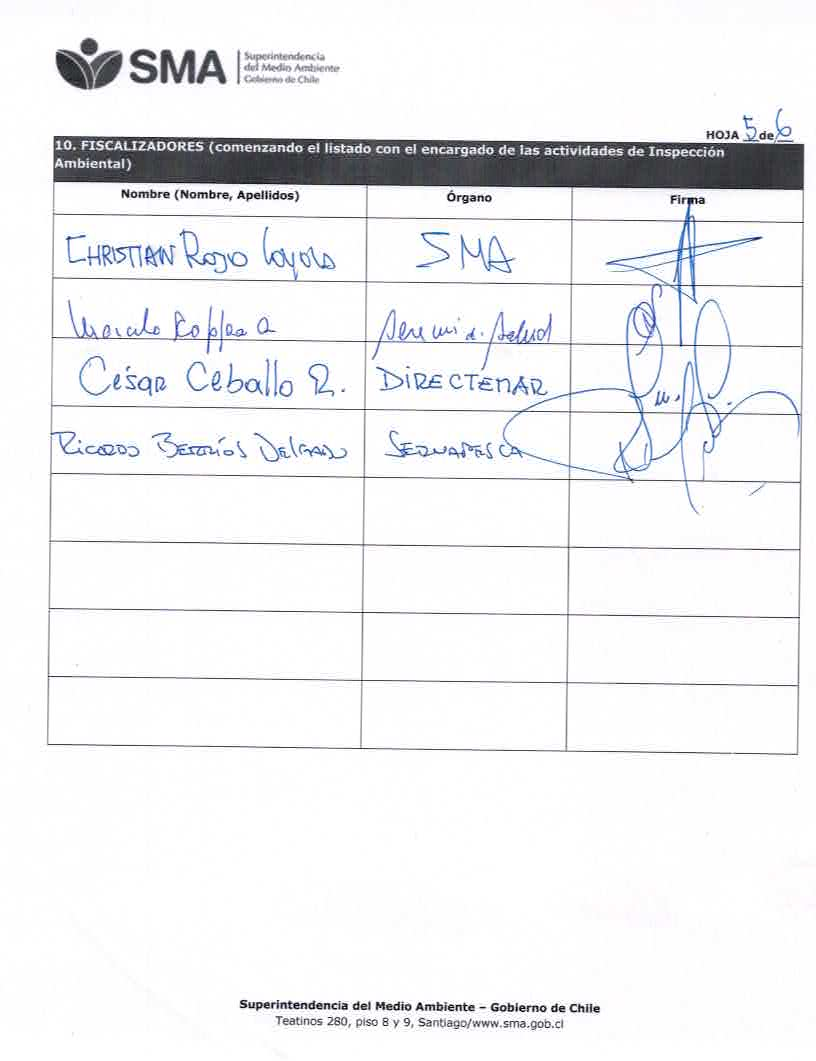 SMA
Superintendencia
del Medio Ambiente
Gobierno de Chile
HOJA 5 de 6
10. FISCALIZADORES (comenzando el listado con el encargado de las actividades de Inspección
Ambiental)
Nombre (Nombre, Apellidos) Órgano Firma
CHRISTIAN ROJO Loyola SMA
Seremi de Salud
César Ceballo R. DIRECTEMAR
RICARDO BERRÍOS DELGADO SERNAPESCA
Superintendencia del Medio Ambiente – Gobierno de Chile
Teatinos 280, piso 8 y 9, Santiago/www.sma.gob.cl